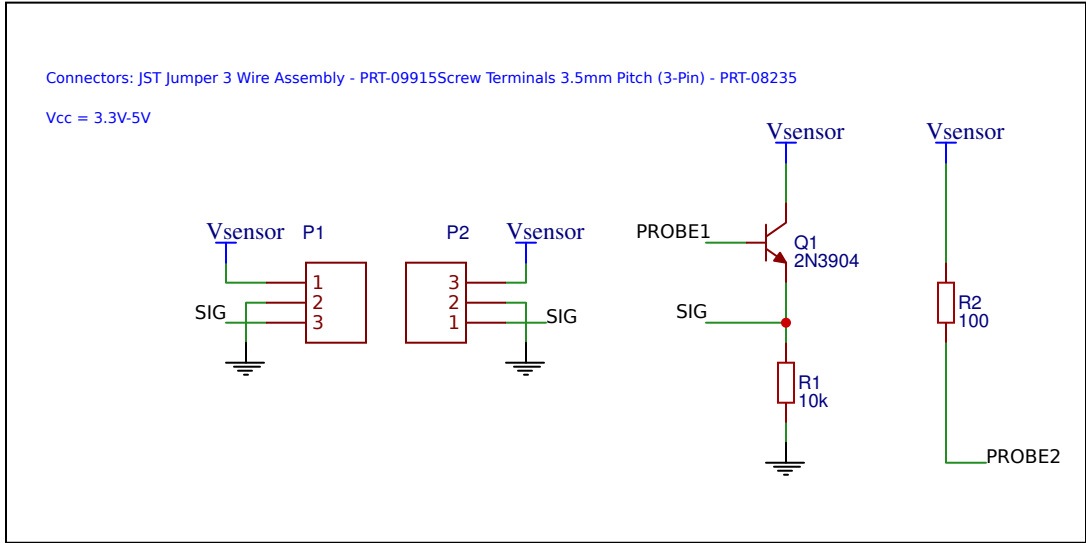 Connectors: JST Jumper 3 Wire Assembly - PRT-09915Screw Terminals 3.5mm Pitch (3-Pin) - PRT-08235
Vcc = 3.3V-5V
Vsensor
Vsensor
Vsensor
P1
P2
Vsensor
PROBE1
Q1
2N3904
1
2
3
SIG
3
2
1
SIG
SIG
R2
100
R1
10k
PROBE2